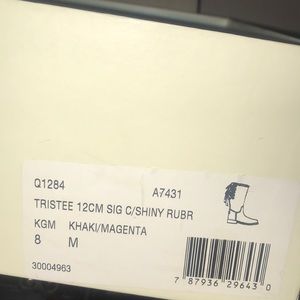 Q1284 A7431
TRISTEE 12CM SIG C/SHINY RUBR
KGM KHAKI/MAGENTA
8 M
30004963
7 87936 29643 0